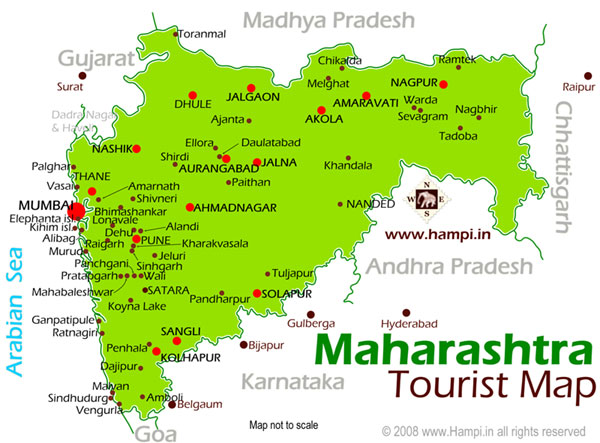 Madhya Pradesh
Toranmal
Gujarat
Surat
Chikalda
Melghat
Ramtek
NAGPUR
Raipur
DHULE
JALGAON
AMARAVATI
Warda
Sevagram
Nagbhir
AKOLA
Tadoba
Dadra Nagar
& Haveli
Ajanta
Chhattisgarh
NASHIK
Ellora
Daulatabad
Shirdi
JALNA
AURANGABAD
Khandala
Palghar
THANE
Paithan
Vasai
Amarnath
Shivneri
MUMBAI
Bhimashankar
AHMADNAGAR
NANDED
N
W
E
S
Elephanta isl.
Lonavale
Kihim isl.
Dehu
Alandi
www.hampi.in
Alibag
Raigarh
PUNE
Kharakvasala
Murud
Panchgani
Jeluri
Sinhgarh
Andhra Pradesh
Arabian Sea
Pratapgarh
Wali
Tuljapur
Mahabaleshwar
SATARA
Pandharpur
SOLAPUR
Koyna Lake
Ganpatipule
Gulberga
Hyderabad
Ratnagiri
SANGLI
Penhala
KOLHAPUR
Bijapur
Maharashtra
Tourist Map
Dajipur
Karnataka
Malvan
Sindhudurg
Amboli
Vengurla
Belgaum
Goa
Map not to scale
© 2008 www.Hampi.in all rights reserved